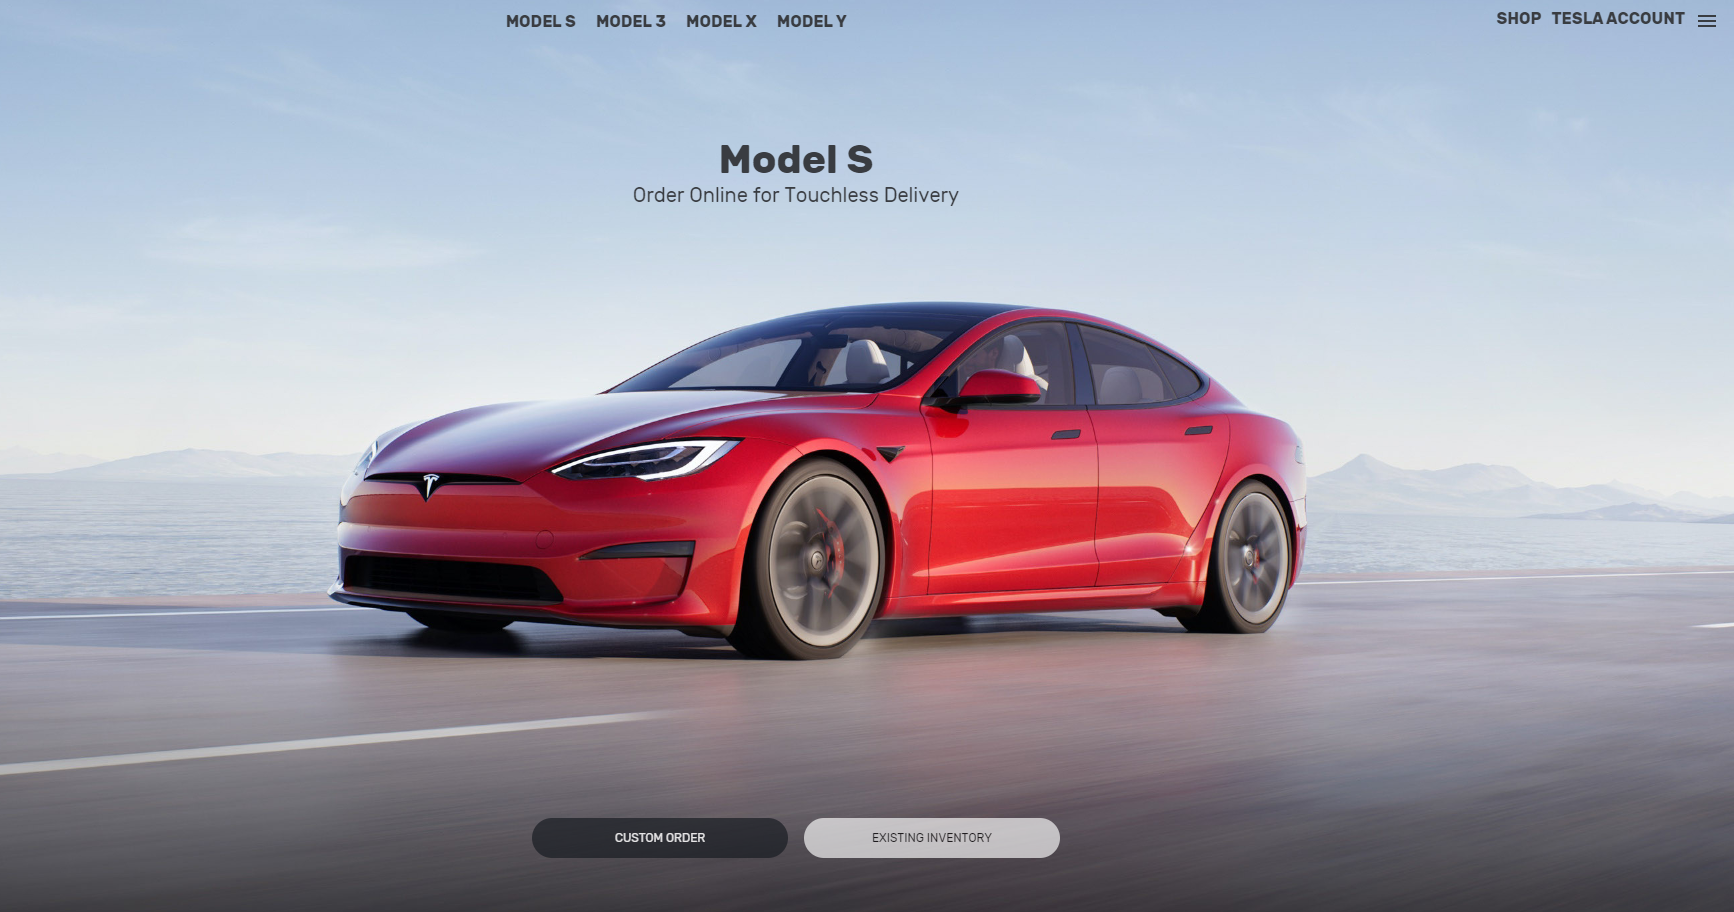 MODEL S MODEL 3 MODEL X MODEL Y SHOP TESLA ACCOUNT
Model S
Order Online for Touchless Delivery
CUSTOM ORDER EXISTING INVENTORY